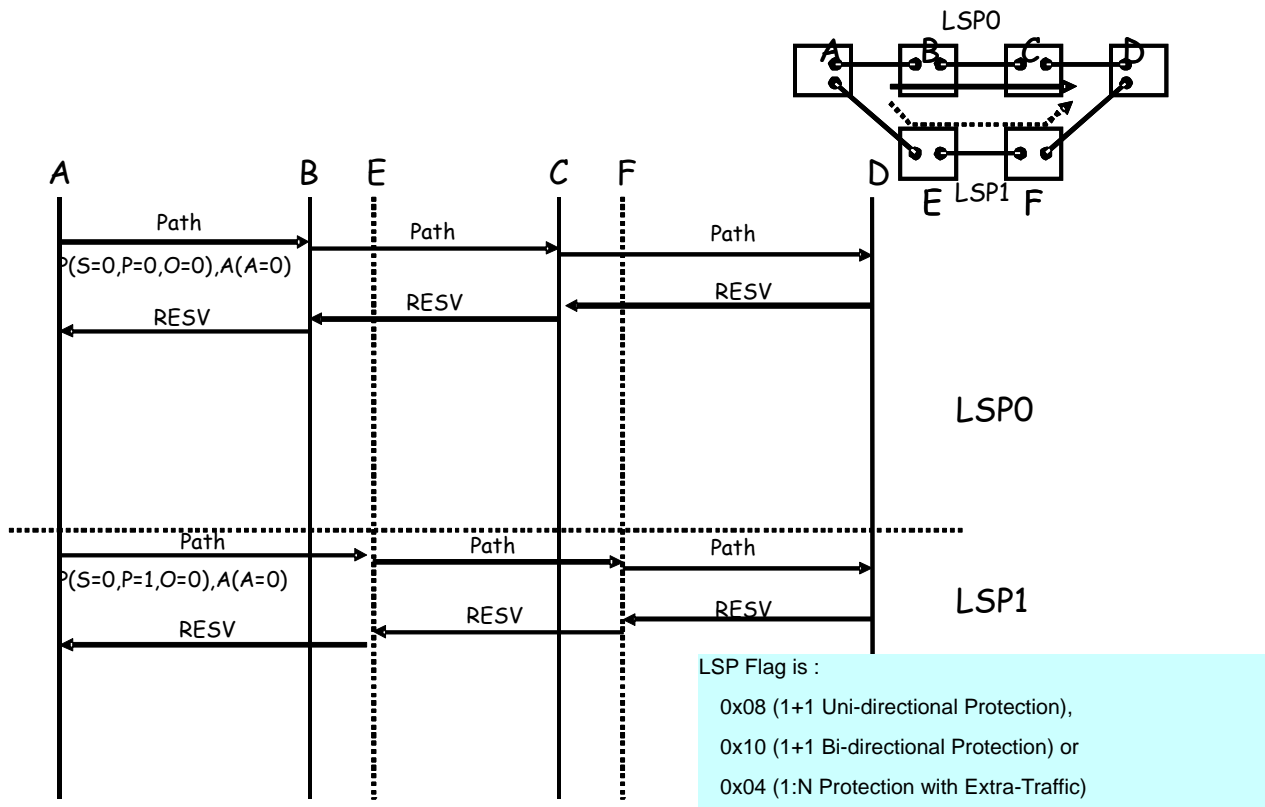 LSP0
A B C D
E LSP1 F
A B E C F D
Path Path Path
P(S=0,P=0,O=0),A(A=0)
RESV RESV RESV
LSP0
Path Path Path
P(S=0,P=1,O=0),A(A=0)
RESV RESV RESV
LSP1
LSP Flag is :
0x08 (1+1 Uni-directional Protection),
0x10 (1+1 Bi-directional Protection) or
0x04 (1:N Protection with Extra-Traffic)